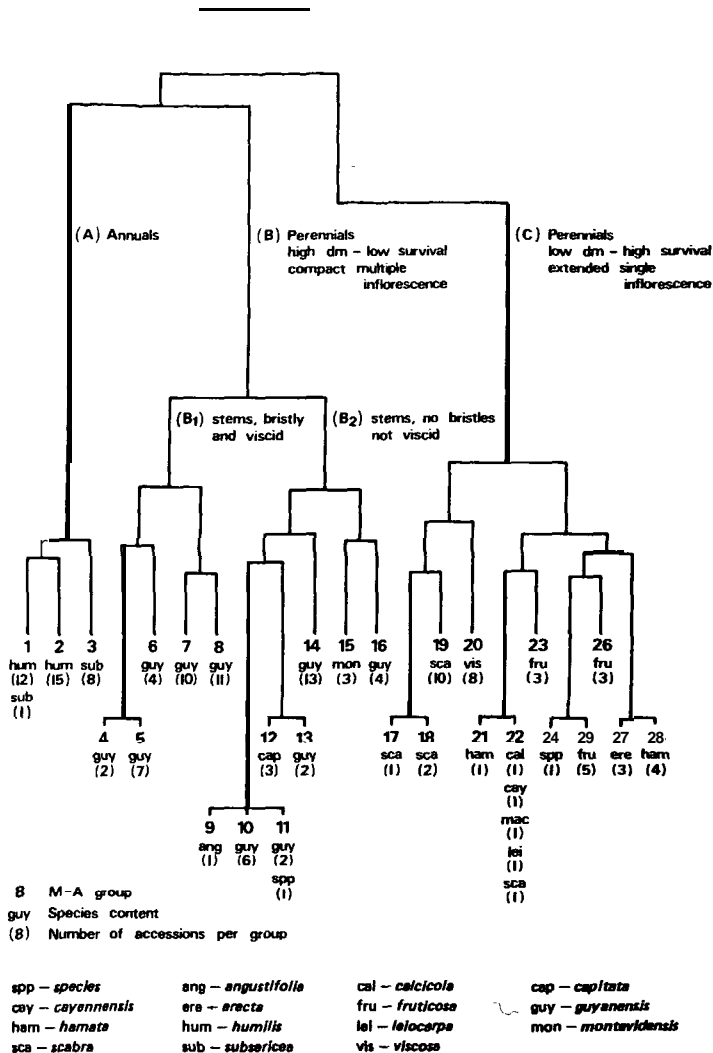 (A) Annuals
(B) Perennials
high dm – low survival
compact multiple
inflorescence
(C) Perennials
low dm – high survival
extended single
inflorescence
(B1) stems, bristly
and viscid
(B2) stems, no bristles
not viscid
1 2 3 6 7 8 14 15 16 19 20 23 26
hum hum sub guy guy guy guy mon guy sca vis fru fru
(12) (15) (8) (4) (10) (11) (13) (3) (4) (10) (8) (3) (3)
sub
(1)
4 5 12 13 17 18 21 22 24 29 27 28
guy guy cap guy sca sca ham cal spp fru ere ham
(2) (7) (3) (2) (1) (2) (1) (1) (1) (5) (3) (4)
cay
(1)
mac
(1)
lei
(1)
sca
(1)
9 10 11
ang guy guy
(1) (6) (2)
spp
(1)
8 M-A group
guy Species content
(8) Number of accessions per group
spp – species ang – angustifolia cal – calcicola cap – capitata
cay – cayennensis ere – erecta fru – fruticosa guy – guyanensis
ham – hamata hum – humilis lei – leiocarpa mon – montevidensis
sca – scabra sub – subsericea vis – viscosa